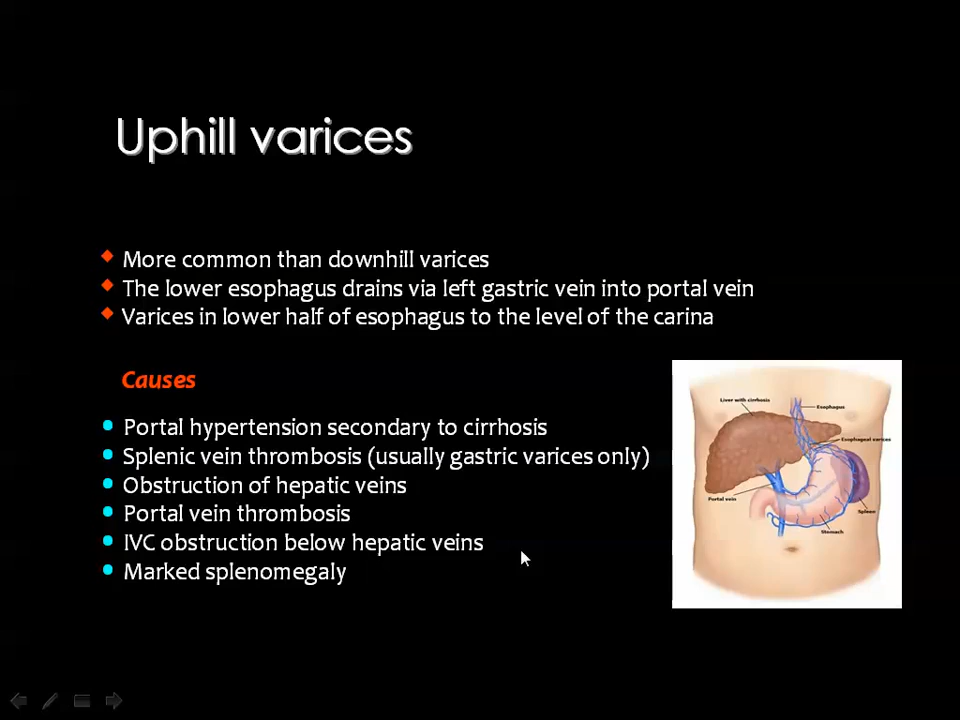 Uphill varices
More common than downhill varices
The lower esophagus drains via left gastric vein into portal vein
Varices in lower half of esophagus to the level of the carina
Causes
Portal hypertension secondary to cirrhosis
Splenic vein thrombosis (usually gastric varices only)
Obstruction of hepatic veins
Portal vein thrombosis
IVC obstruction below hepatic veins
Marked splenomegaly
Liver with cirrhosis
Esophagus
Esophageal varices
Portal vein
Spleen
Stomach